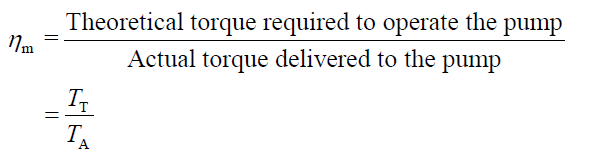 η_m = Theoretical torque required to operate the pump
Actual torque delivered to the pump
= T_T
T_A